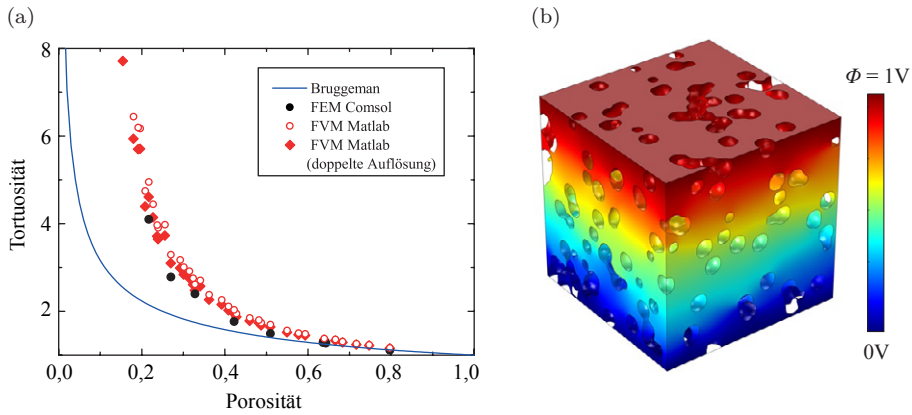 (a)
8
6
4
2
Tortuosität
0,0 0,2 0,4 0,6 0,8 1,0
Porosität
Bruggeman
FEM Comsol
FVM Matlab
FVM Matlab
(doppelte Auflösung)
(b)
Φ = 1V
0V